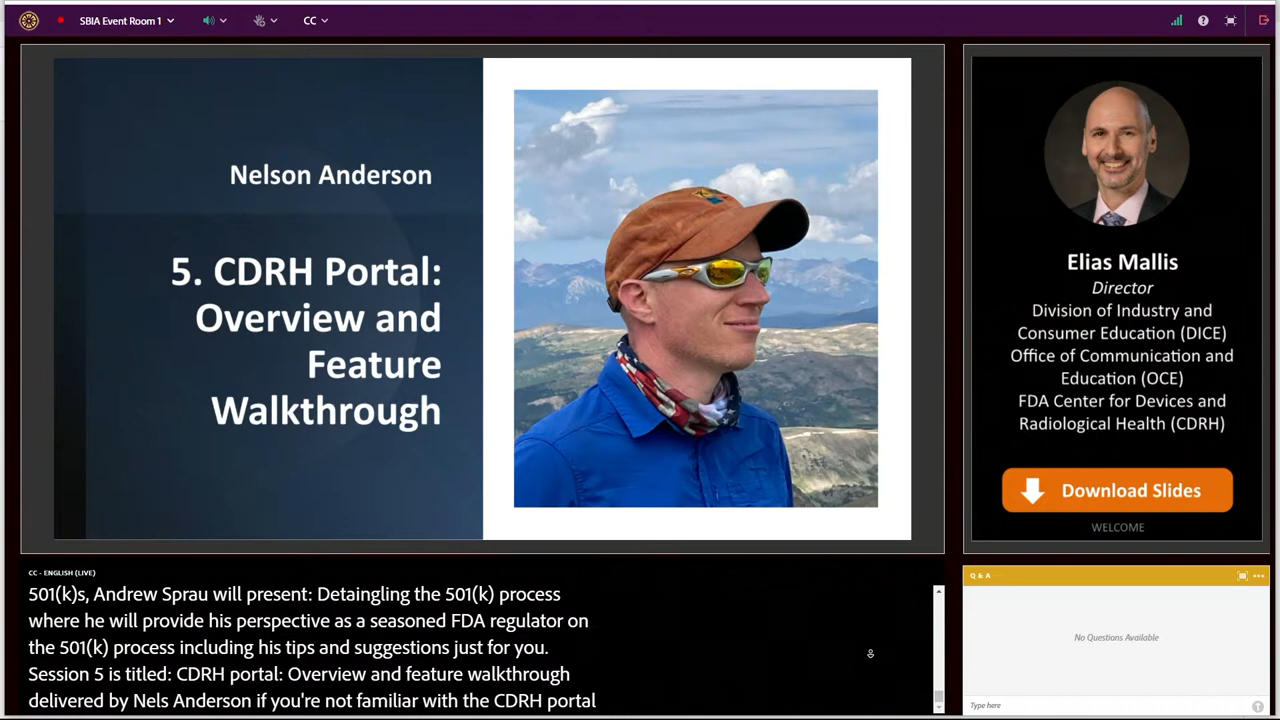 SBIA Event Room 1
CC
Nelson Anderson
5. CDRH Portal:
Overview and
Feature
Walkthrough
Elias Mallis
Director
Division of Industry and
Consumer Education (DICE)
Office of Communication and
Education (OCE)
FDA Center for Devices and
Radiological Health (CDRH)
Download Slides
WELCOME
CC - ENGLISH (LIVE)
501(k)s, Andrew Sprau will present: Detaingling the 501(k) process
where he will provide his perspective as a seasoned FDA regulator on
the 501(k) process including his tips and suggestions just for you.
Session 5 is titled: CDRH portal: Overview and feature walkthrough
delivered by Nels Anderson if you're not familiar with the CDRH portal
Q & A
No Questions Available
Type here